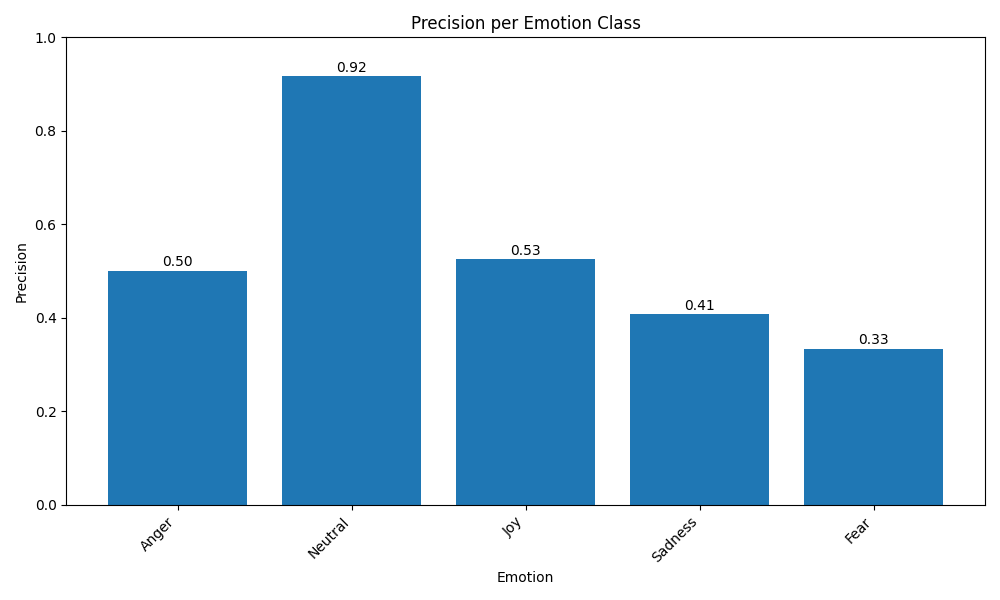 Precision per Emotion Class
Precision
1.0
0.8
0.6
0.4
0.2
0.0
0.50
0.92
0.53
0.41
0.33
Anger
Neutral
Joy
Sadness
Fear
Emotion